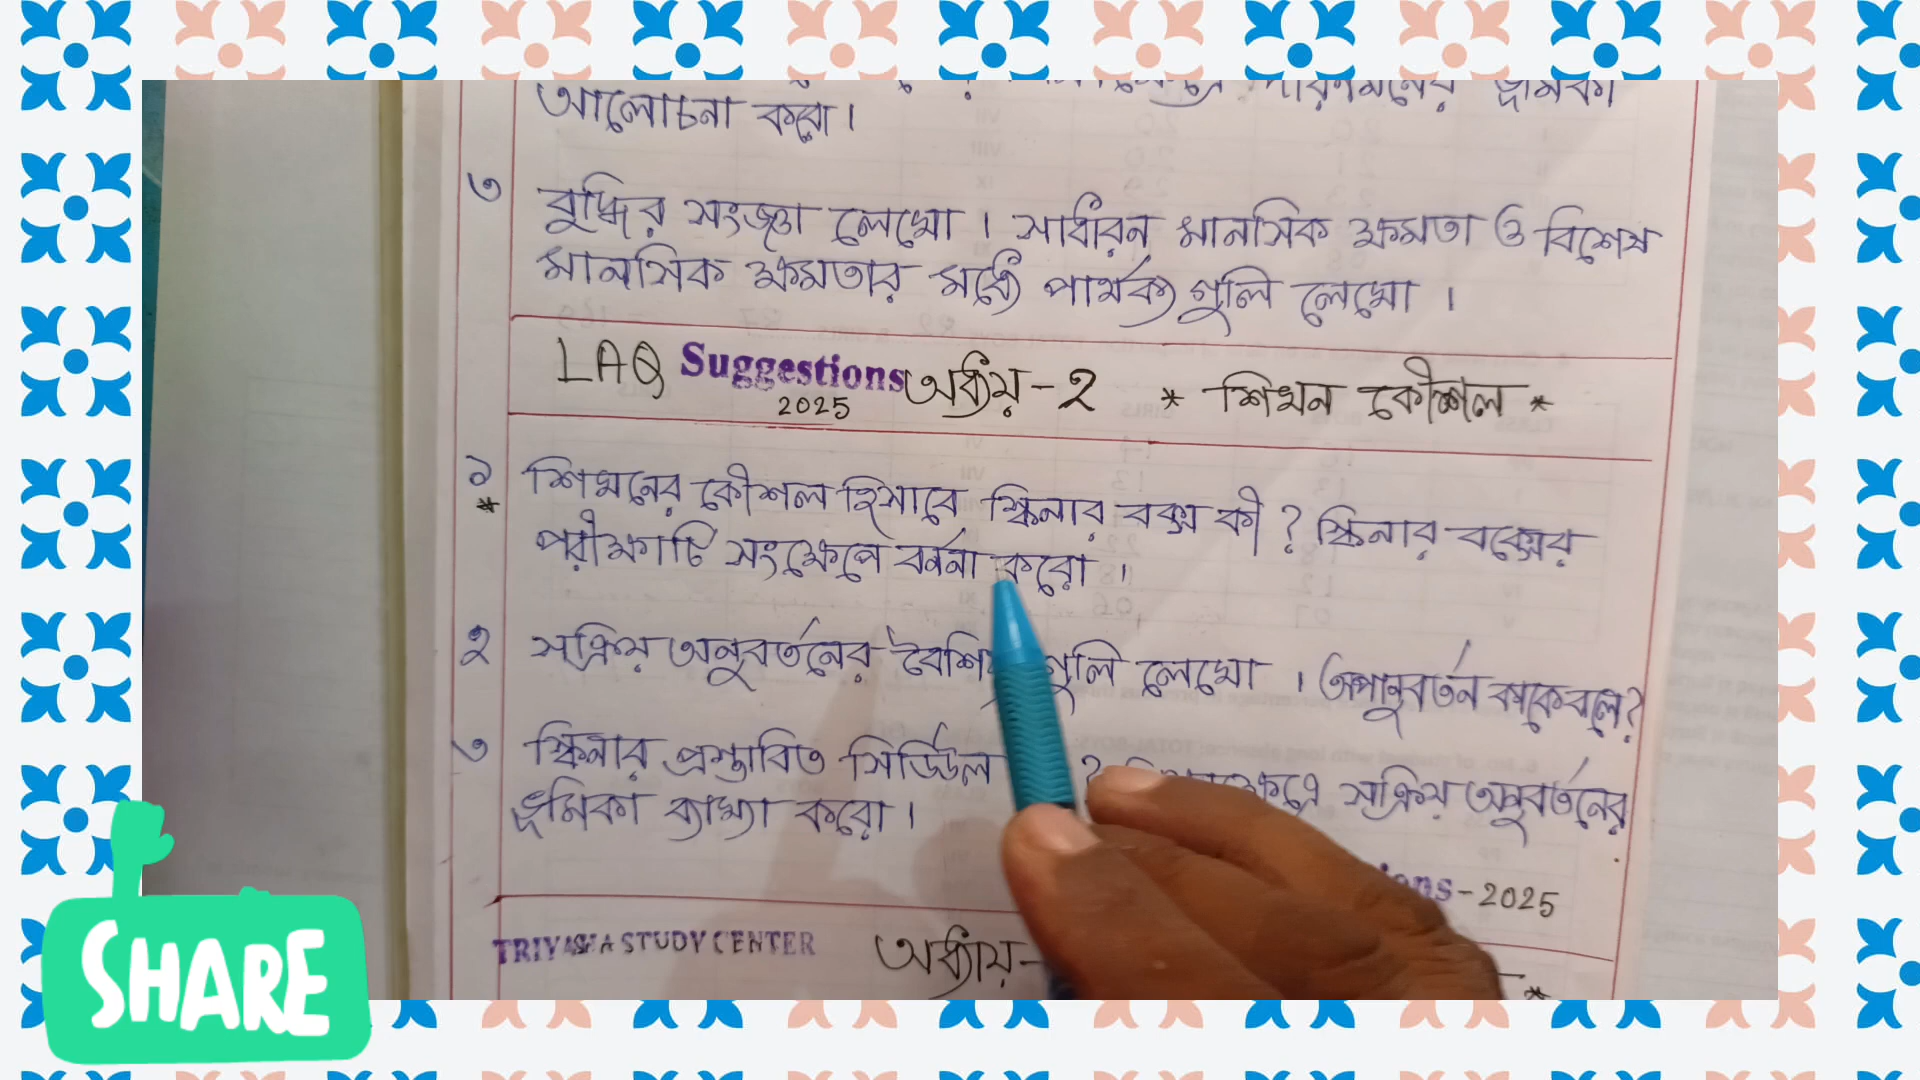 আলোচনা করো।
৩ বুদ্ধির সংজ্ঞা লেখো। সাধারন মানসিক ক্ষমতা ও বিশেষ
মানসিক ক্ষমতার মধ্যে পার্থক্য গুলি লেখো।
LAQ Suggestions অধ্যায়-২ * শিখন কৌশল *
2025
১ শিখনের কৌশল হিসাবে স্কিনার বক্স কী? স্কিনার বক্সের
* পরীক্ষাটি সংক্ষেপে বর্ননা করো।
২ সক্রিয় অনুবর্তনের গুলি লেখো। অপানুবর্তন কাকে বলে?
৩ স্কিনার প্রস্তাবিত সিডিউল ? সক্রিয় অনুবর্তনের
ভূমিকা ব্যাখ্যা করো।
-2025
TRIYASHA STUDY CENTER অধ্যায়-
SHARE